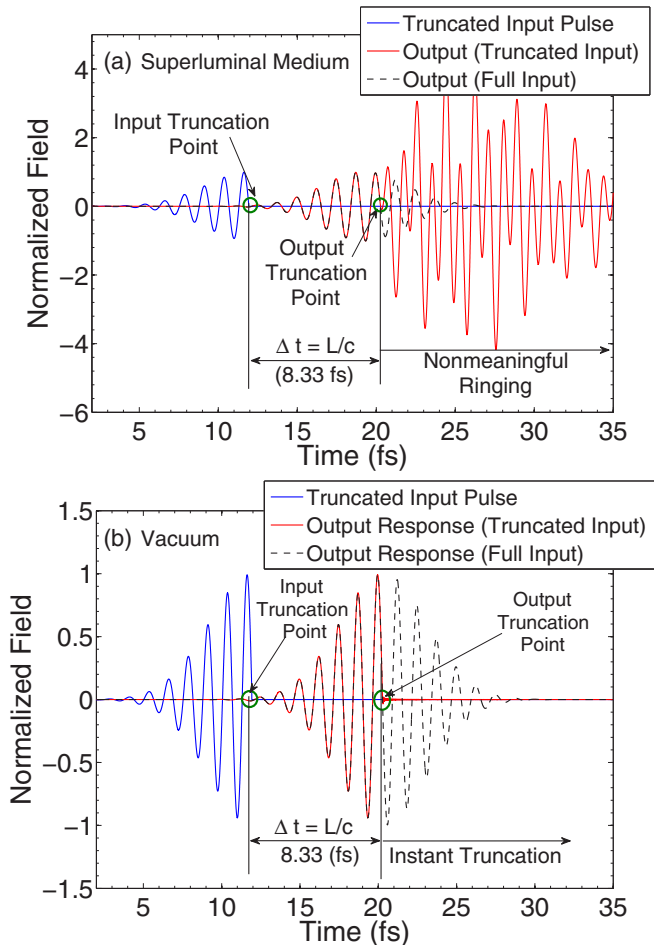 Truncated Input Pulse
Output (Truncated Input)
Output (Full Input)
(a) Superluminal Medium
Input Truncation
Point
Output
Truncation
Point
Δ t = L/c
(8.33 fs)
Nonmeaningful
Ringing
Normalized Field
4
2
0
−2
−4
−6
5
10
15
20
25
30
35
Time (fs)
Truncated Input Pulse
Output Response (Truncated Input)
Output Response (Full Input)
(b) Vacuum
Input
Truncation
Point
Output
Truncation
Point
Δ t = L/c
8.33 (fs)
Instant Truncation
Normalized Field
1.5
1
0.5
0
−0.5
−1
−1.5
5
10
15
20
25
30
35
Time (fs)